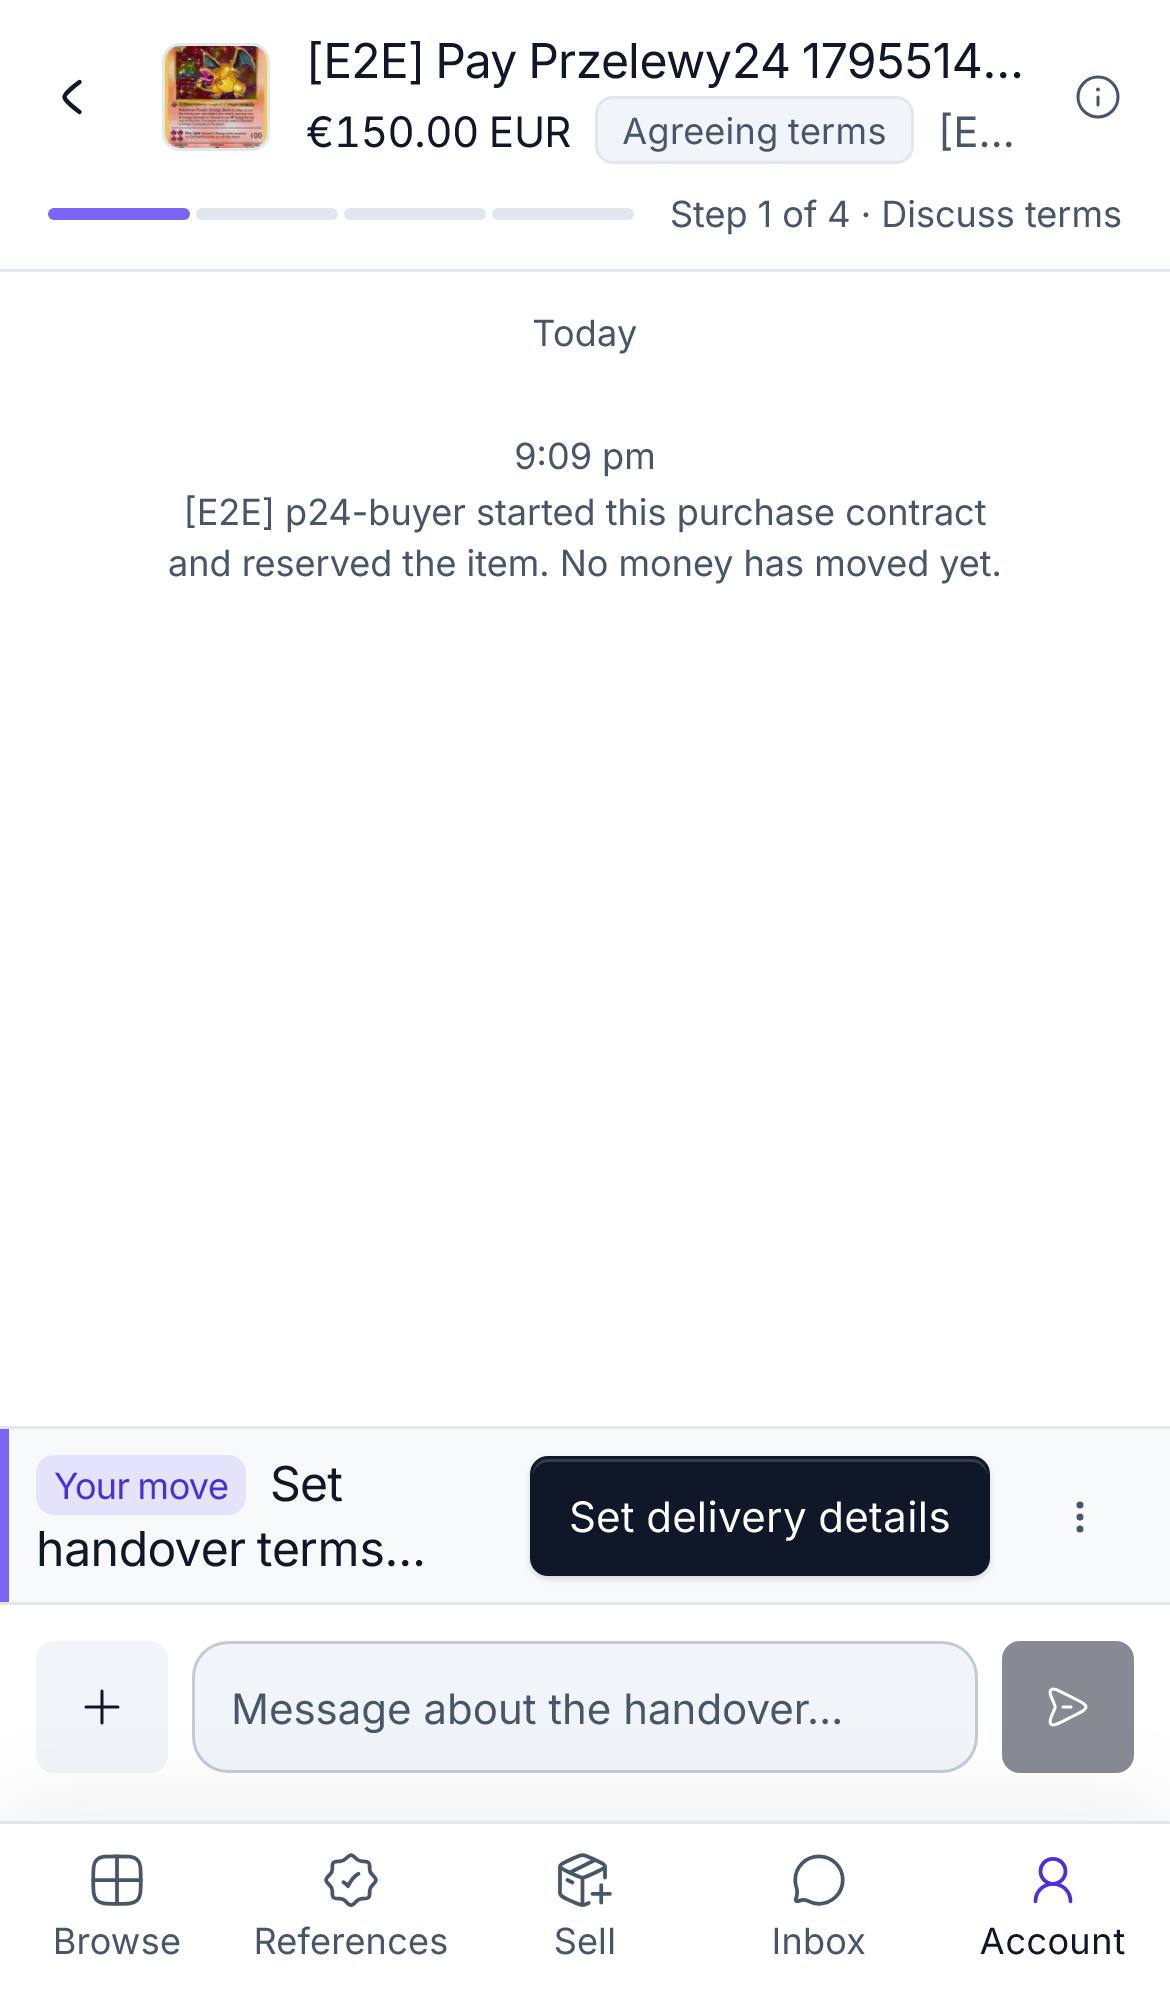 [E2E] Pay Przelewy24 1795514...
€150.00 EUR Agreeing terms [E...
Step 1 of 4 · Discuss terms
Today
9:09 pm
[E2E] p24-buyer started this purchase contract
and reserved the item. No money has moved yet.
Your move Set
handover terms...
Set delivery details
Message about the handover...
Browse References Sell Inbox Account